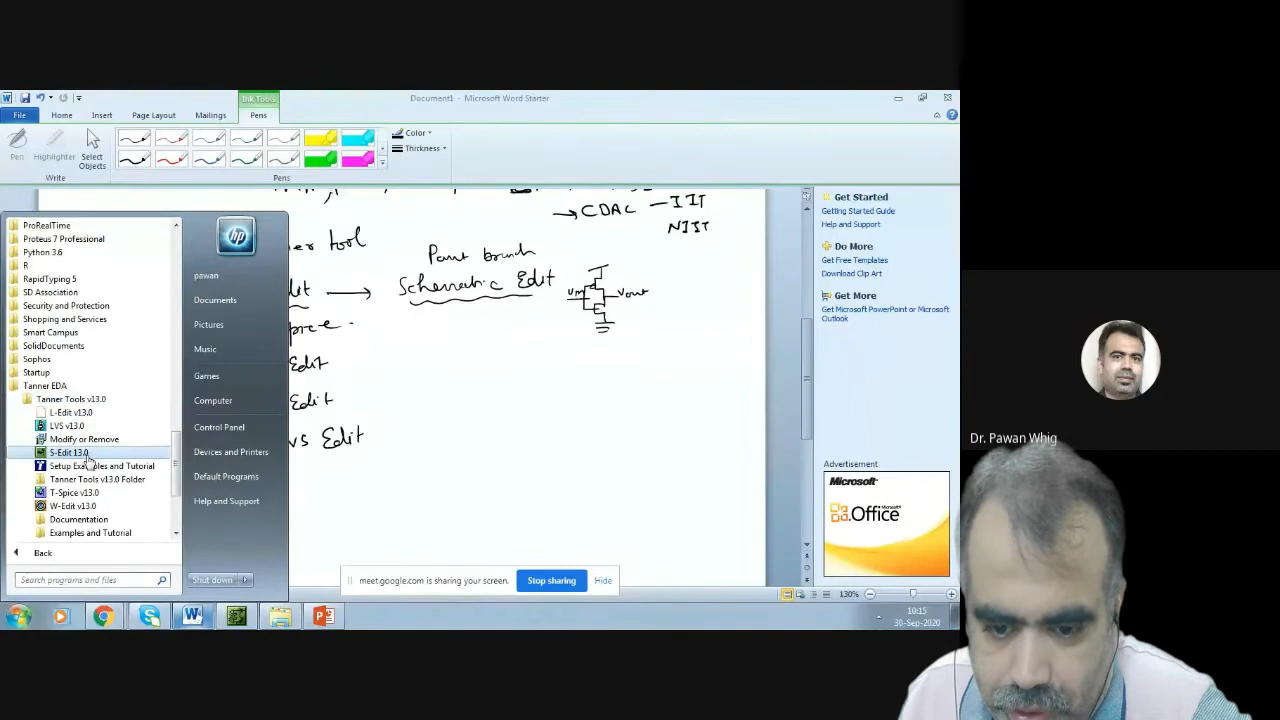 Ink Tools
Document1 - Microsoft Word Starter
File Home Insert Page Layout Mailings Pens
Pen Highlighter Select Objects
Color
Thickness
Write
Pens
→ CDAC — IIT
NIIT
tool
Schematic Edit
Vout
Edit
Edit
Edit
ProRealTime
Proteus 7 Professional
Python 3.6
R
RapidTyping 5
SD Association
Security and Protection
Shopping and Services
Smart Campus
SolidDocuments
Sophos
Startup
Tanner EDA
Tanner Tools v13.0
L-Edit v13.0
LVS v13.0
Modify or Remove
S-Edit 13.0
Setup Examples and Tutorial
Tanner Tools v13.0 Folder
T-Spice v13.0
W-Edit v13.0
Documentation
Examples and Tutorial
Back
Search programs and files
hp
pawan
Documents
Pictures
Music
Games
Computer
Control Panel
Devices and Printers
Default Programs
Help and Support
Shut down
meet.google.com is sharing your screen.
Stop sharing
Hide
Get Started
Getting Started Guide
Help and Support
Do More
Get Free Templates
Download Clip Art
Get More
Get Microsoft PowerPoint or Microsoft
Outlook
Advertisement
Microsoft
Office
130%
10:15
30-Sep-2020
Dr. Pawan Whig